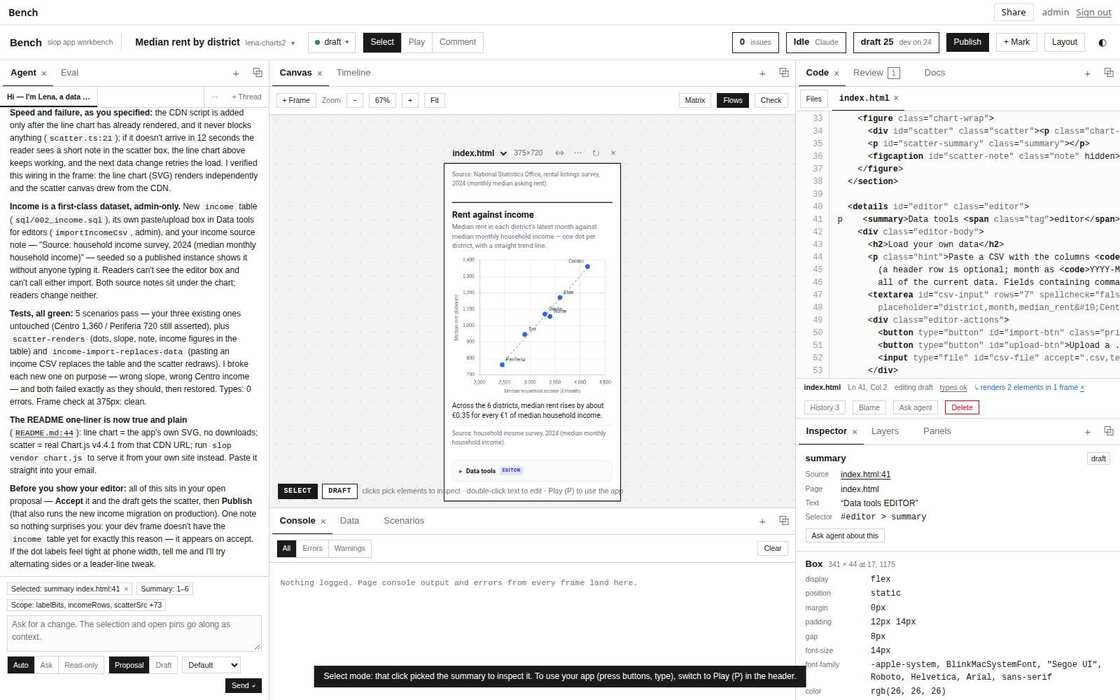 Bench
Share
admin
Sign out
Bench
slop app workbench
Median rent by district
lena-charts2
draft
Select
Play
Comment
0 issues
Idle Claude
draft 25 dev on 24
Publish
+ Mark
Layout
Agent ×
Eval
Hi — I'm Lena, a data …
···
+ Thread
Speed and failure, as you specified: the CDN script is added
only after the line chart has already rendered, and it never blocks
anything ( scatter.ts:21 ); if it doesn't arrive in 12 seconds the
reader sees a short note in the scatter box, the line chart above
keeps working, and the next data change retries the load. I verified
this wiring in the frame: the line chart (SVG) renders independently
and the scatter canvas drew from the CDN.
Income is a first-class dataset, admin-only. New income table
( sql/002_income.sql ), its own paste/upload box in Data tools
for editors ( importIncomeCsv , admin), and your income source
note — "Source: household income survey, 2024 (median monthly
household income)" — seeded so a published instance shows it
without anyone typing it. Readers can't see the editor box and
can't call either import. Both source notes sit under the chart;
readers change neither.
Tests, all green: 5 scenarios pass — your three existing ones
untouched (Centro 1,360 / Periferia 720 still asserted), plus
scatter-renders (dots, slope, note, income figures in the
table) and income-import-replaces-data (pasting an
income CSV replaces the table and the scatter redraws). I broke
each new one on purpose — wrong slope, wrong Centro income
— and both failed exactly as they should, then restored. Types: 0
errors. Frame check at 375px: clean.
The README one-liner is now true and plain
( README.md:44 ): line chart = the app's own SVG, no downloads;
scatter = real Chart.js v4.4.1 from that CDN URL; run slop
vendor chart.js to serve it from your own site instead. Paste it
straight into your email.
Before you show your editor: all of this sits in your open
proposal — Accept it and the draft gets the scatter, then Publish
(that also runs the new income migration on production). One note
so nothing surprises you: your dev frame doesn't have the
income table yet for exactly this reason — it appears on accept.
If the dot labels feel tight at phone width, tell me and I'll try
alternating sides or a leader-line tweak.
Selected: summary index.html:41 ×
Summary: 1–6
Scope: labelBits, incomeRows, scatterSrc +73
Ask for a change. The selection and open pins go along as
context.
Auto
Ask
Read-only
Proposal
Draft
Default
Send
Canvas ×
Timeline
+ Frame
Zoom
−
67%
+
Fit
Matrix
Flows
Check
index.html
375×720
Source: National Statistics Office, rental listings survey,
2024 (monthly median asking rent).
Rent against income
Median rent in each district's latest month against
median monthly household income — one dot per
district, with a straight trend line.
1,400
1,300
1,200
1,100
1,000
900
800
700
Median rent (€/month)
Centro
Periferia
2,000
2,500
3,000
3,500
4,000
4,500
Median household income (€/month)
Across the 6 districts, median rent rises by about
€0.35 for every €1 of median household income.
Source: household income survey, 2024 (median monthly
household income).
▸ Data tools EDITOR
SELECT
DRAFT
clicks pick elements to inspect · double-click text to edit · Play (P) to use the app
Console ×
Data
Scenarios
All
Errors
Warnings
Clear
Nothing logged. Page console output and errors from every frame land here.
Code ×
Review 1
Docs
Files
index.html ×
33 <figure class="chart-wrap">
34 <div id="scatter" class="scatter"><p class="chart-
35 <p id="scatter-summary" class="summary"></p>
36 <figcaption id="scatter-note" class="note" hidden>
37 </figure>
38 </section>
39
40 <details id="editor" class="editor">
41 p <summary>Data tools <span class="tag">editor</span>
42 <div class="editor-body">
43 <h2>Load your own data</h2>
44 <p class="hint">Paste a CSV with the columns <code
45 (a header row is optional; month as <code>YYYY-M
46 all of the current data. Fields containing comma
47 <textarea id="csv-input" rows="7" spellcheck="fals
48 placeholder="district,month,median_rent&#10;Cent
49 <div class="editor-actions">
50 <button type="button" id="import-btn" class="pri
51 <button type="button" id="upload-btn">Upload a .
52 <input type="file" id="csv-file" accept=".csv,te
53 </div>
index.html
Ln 41, Col 2
editing draft
types ok
↳ renders 2 elements in 1 frame ×
History 3
Blame
Ask agent
Delete
Inspector ×
Layers
Panels
summary
draft
Source index.html:41
Page index.html
Text “Data tools EDITOR”
Selector #editor > summary
Ask agent about this
Box 341 × 44 at 17, 1175
display flex
position static
margin 0px
padding 12px 14px
gap 8px
font-size 14px
font-family -apple-system, BlinkMacSystemFont, "Segoe UI",
Roboto, Helvetica, Arial, sans-serif
color rgb(26, 26, 26)
Select mode: that click picked the summary to inspect it. To use your app (press buttons, type), switch to Play (P) in the header.